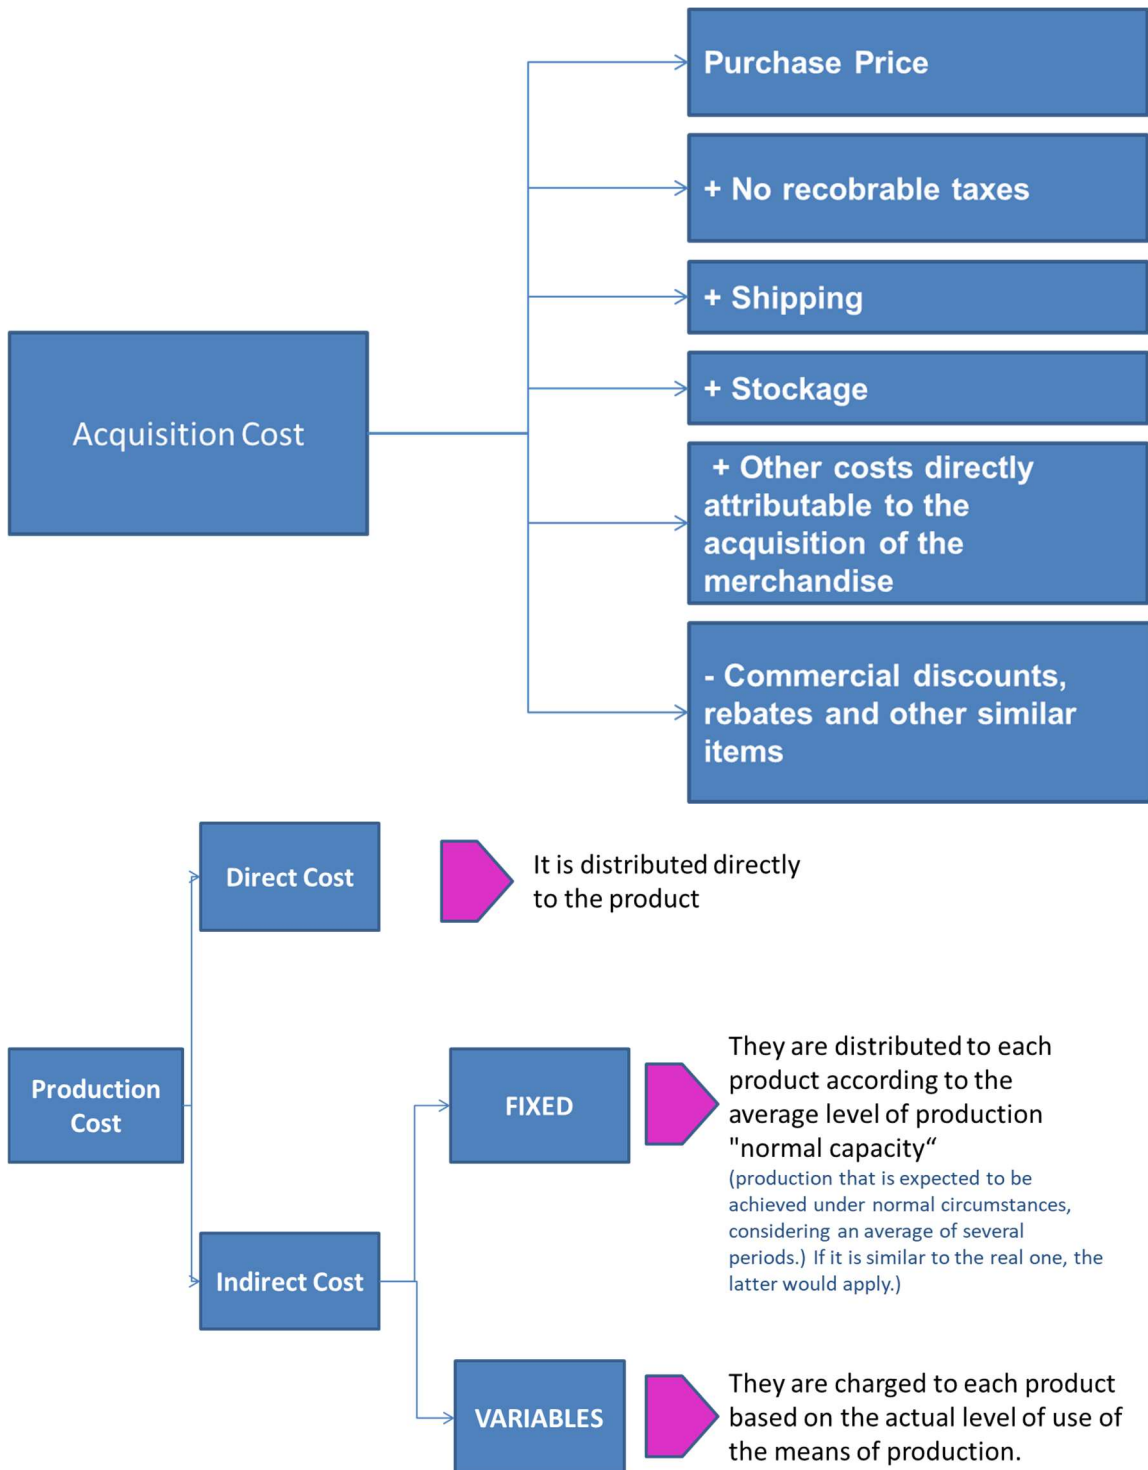 Purchase Price
+ No recobrable taxes
+ Shipping
+ Stockage
Acquisition Cost
+ Other costs directly
attributable to the
acquisition of the
merchandise
- Commercial discounts,
rebates and other similar
items
Direct Cost
It is distributed directly
to the product
Production
Cost
FIXED
They are distributed to each
product according to the
average level of production
"normal capacity“
(production that is expected to be
achieved under normal circumstances,
considering an average of several
periods.) If it is similar to the real one, the
latter would apply.)
Indirect Cost
VARIABLES
They are charged to each product
based on the actual level of use of
the means of production.